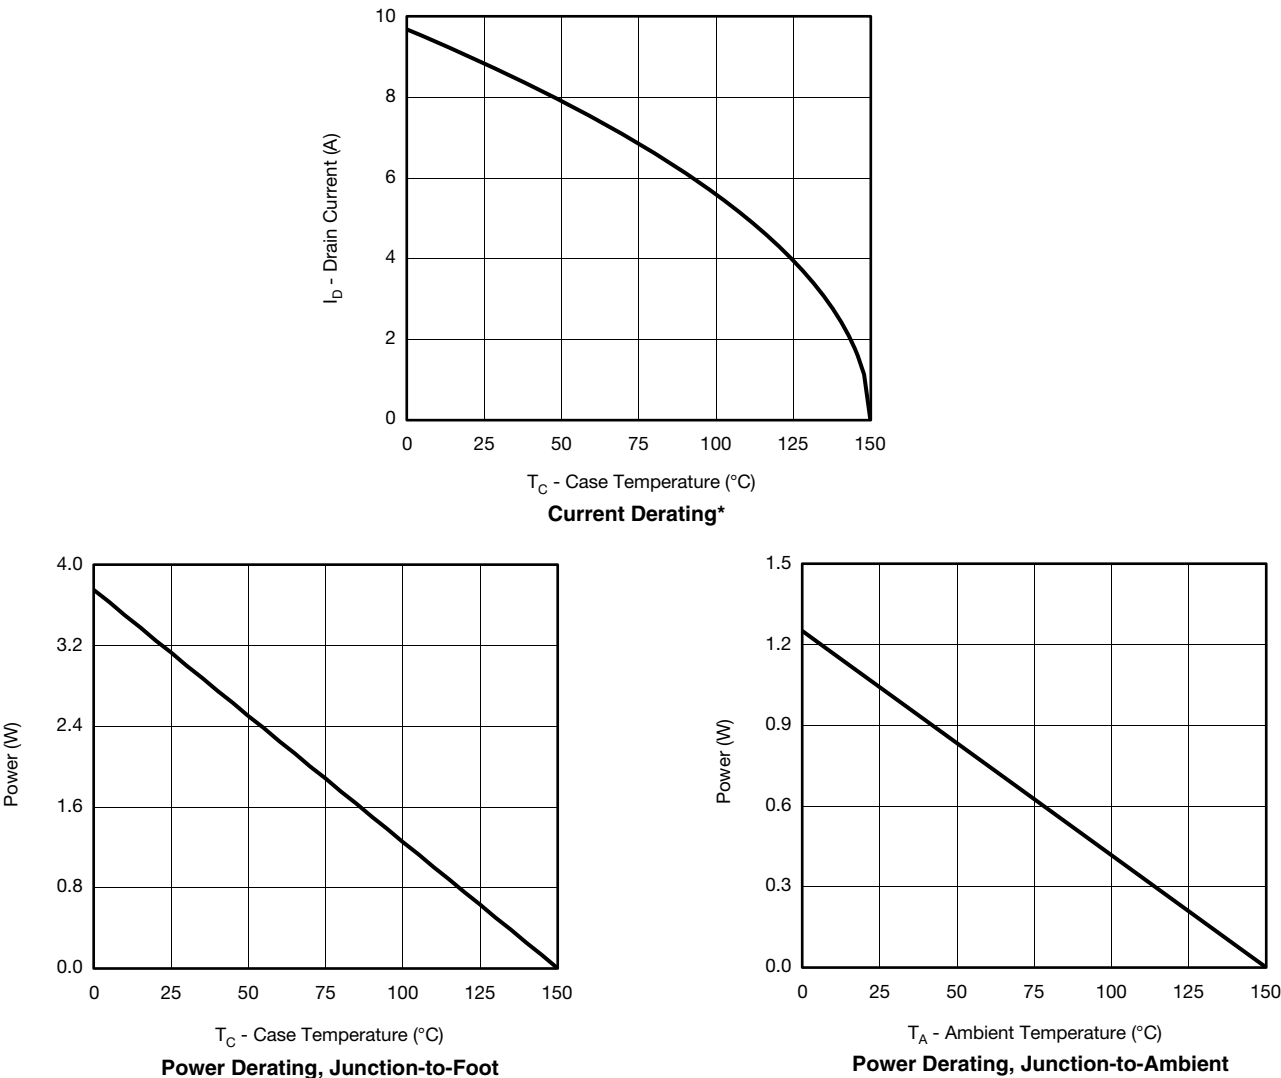 10
8
6
4
2
0
I_D - Drain Current (A)
0 25 50 75 100 125 150
T_C - Case Temperature (°C)
Current Derating*
4.0
3.2
2.4
1.6
0.8
0.0
Power (W)
0 25 50 75 100 125 150
T_C - Case Temperature (°C)
Power Derating, Junction-to-Foot
1.5
1.2
0.9
0.6
0.3
0.0
Power (W)
0 25 50 75 100 125 150
T_A - Ambient Temperature (°C)
Power Derating, Junction-to-Ambient